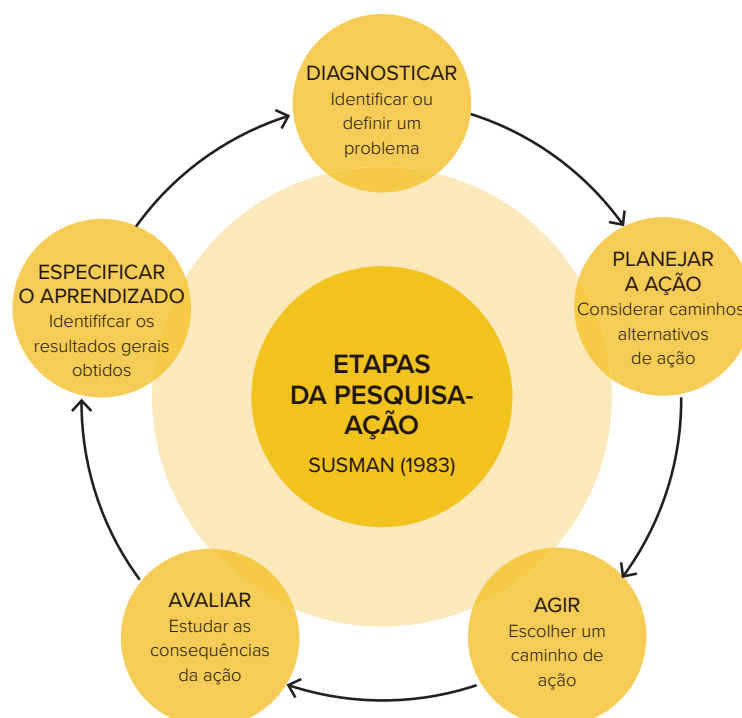 DIAGNOSTICAR
Identificar ou
definir um
problema
PLANEJAR
A AÇÃO
Considerar caminhos
alternativos
de ação
AGIR
Escolher um
caminho de
ação
AVALIAR
Estudar as
consequências
da ação
ESPECIFICAR
O APRENDIZADO
Identififcar os
resultados gerais
obtidos
ETAPAS
DA PESQUISA-
AÇÃO
SUSMAN (1983)